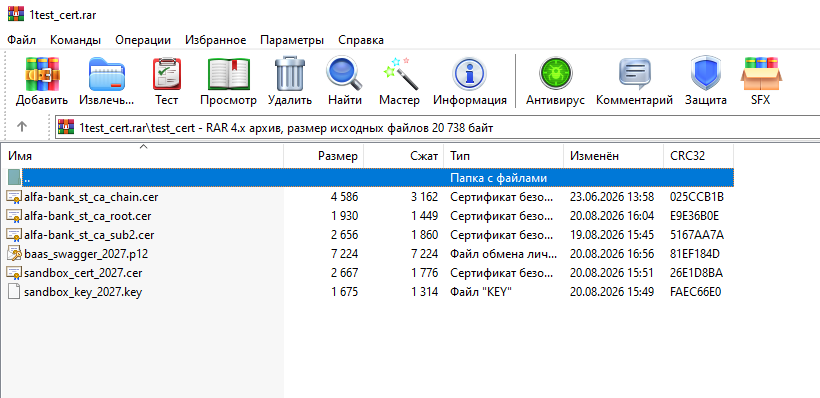 1test_cert.rar
Файл Команды Операции Избранное Параметры Справка
Добавить Извлечь... Тест Просмотр Удалить Найти Мастер Информация Антивирус Комментарий Защита SFX
1test_cert.rar\test_cert - RAR 4.x архив, размер исходных файлов 20 738 байт
Имя Размер Сжат Тип Изменён CRC32
.. Папка с файлами
alfa-bank_st_ca_chain.cer 4 586 3 162 Сертификат безо... 23.06.2026 13:58 025CCB1B
alfa-bank_st_ca_root.cer 1 930 1 449 Сертификат безо... 20.08.2026 16:04 E9E36B0E
alfa-bank_st_ca_sub2.cer 2 656 1 860 Сертификат безо... 19.08.2026 15:45 5167AA7A
baas_swagger_2027.p12 7 224 7 224 Файл обмена лич... 20.08.2026 16:56 81EF184D
sandbox_cert_2027.cer 2 667 1 776 Сертификат безо... 20.08.2026 15:51 26E1D8BA
sandbox_key_2027.key 1 675 1 314 Файл "KEY" 20.08.2026 15:49 FAEC66E0